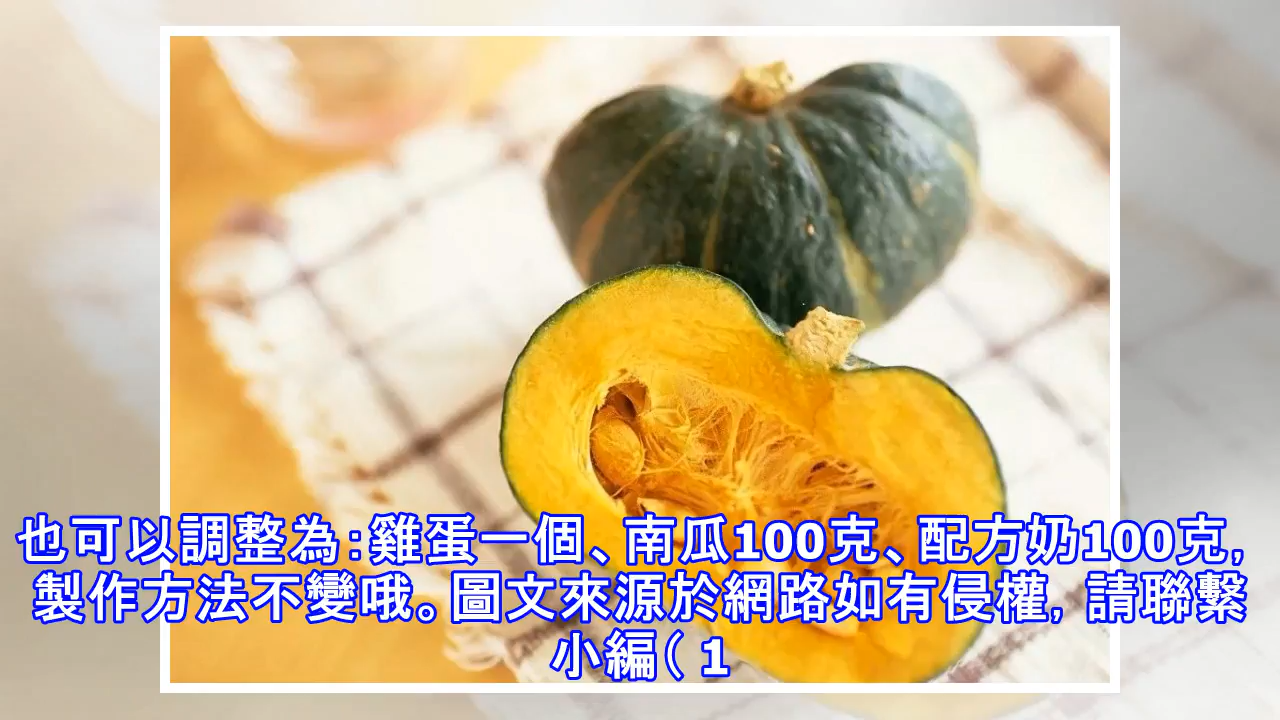 也可以調整為:雞蛋一個、南瓜100克、配方奶100克,
製作方法不變哦。圖文來源於網路如有侵權,請聯繫
小編(1